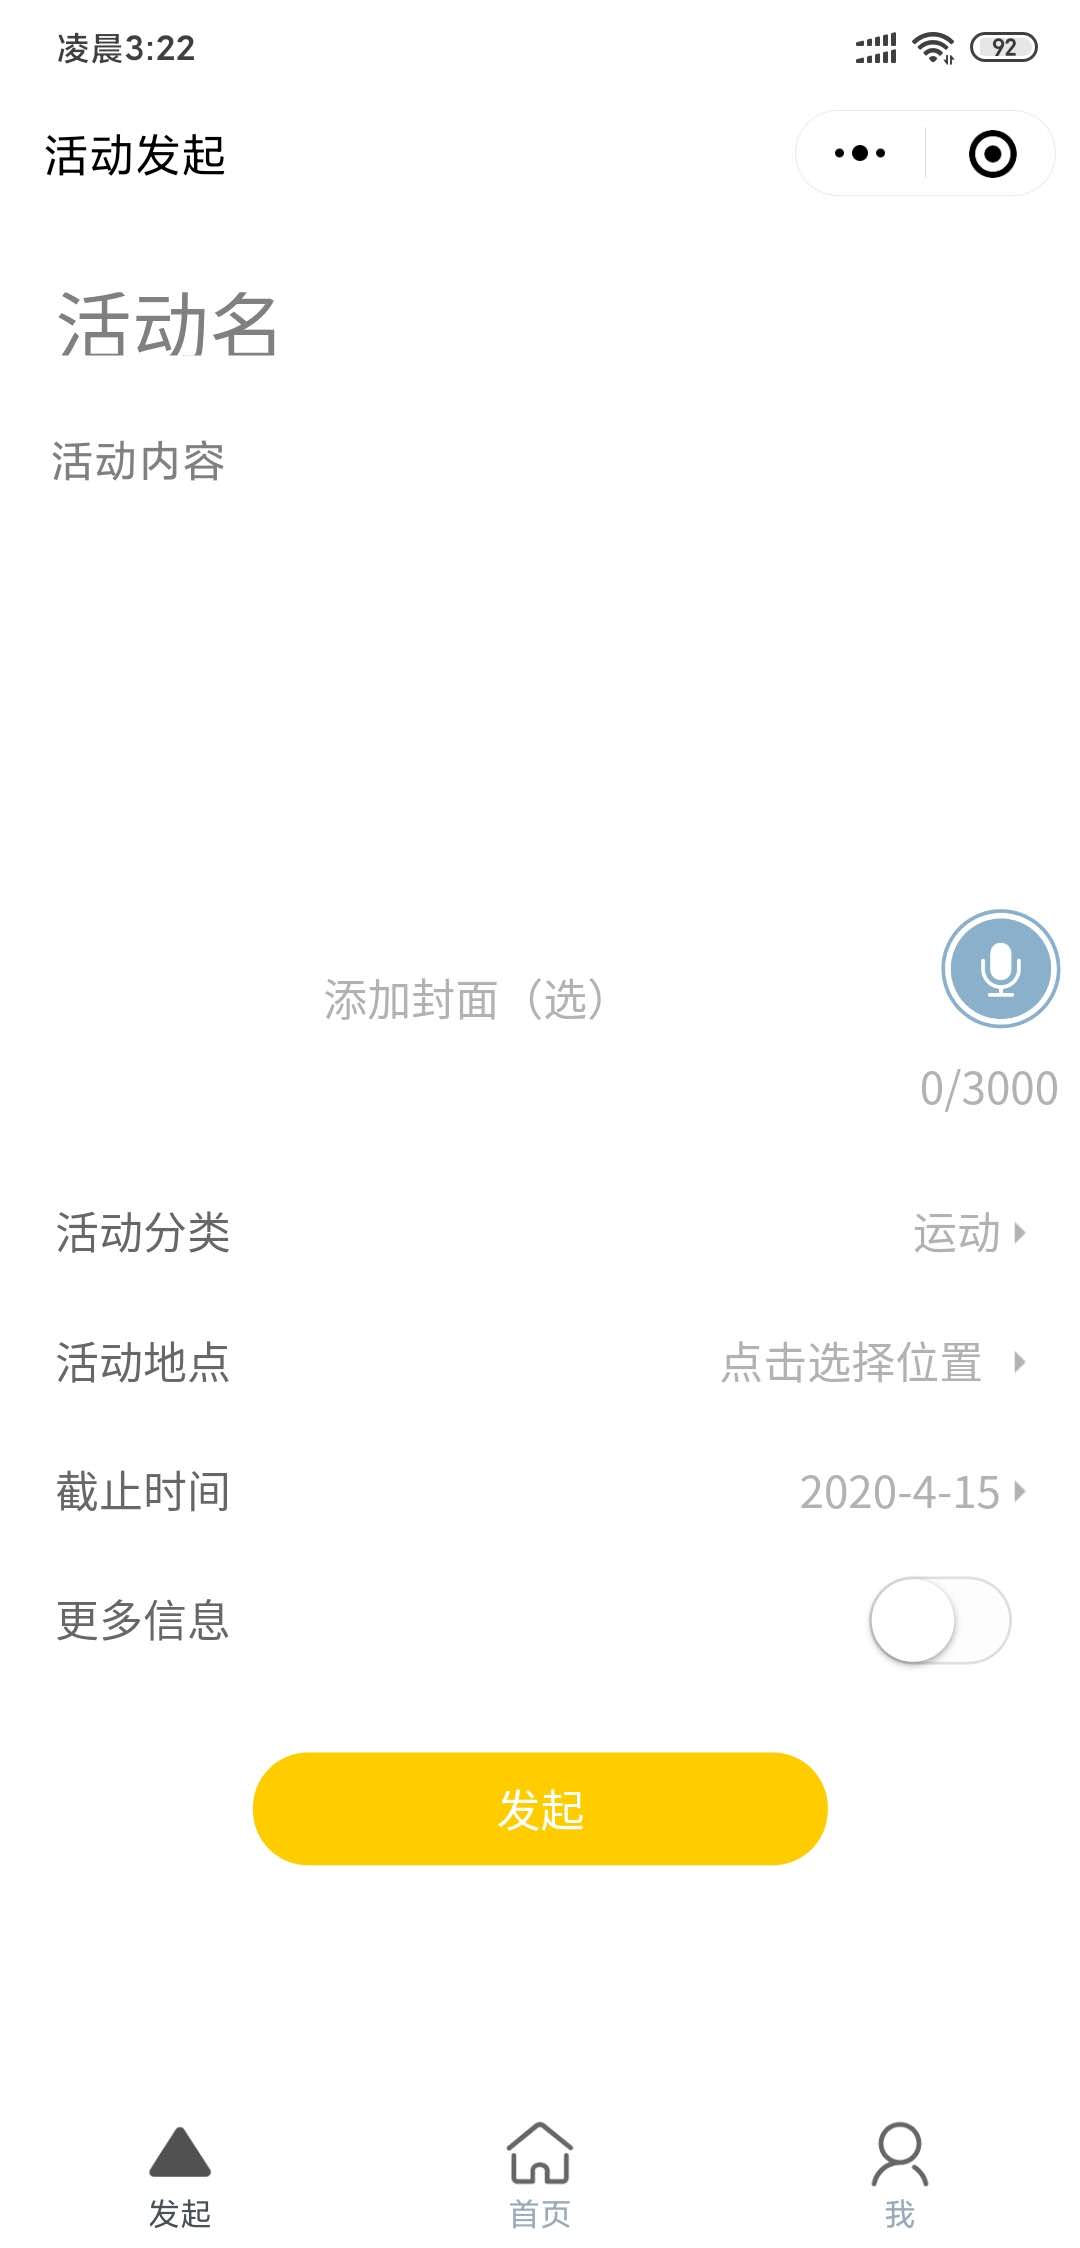 凌晨3:22
92
活动发起
活动名
活动内容
添加封面（选）
0/3000
活动分类 运动
活动地点 点击选择位置
截止时间 2020-4-15
更多信息
发起
发起 首页 我